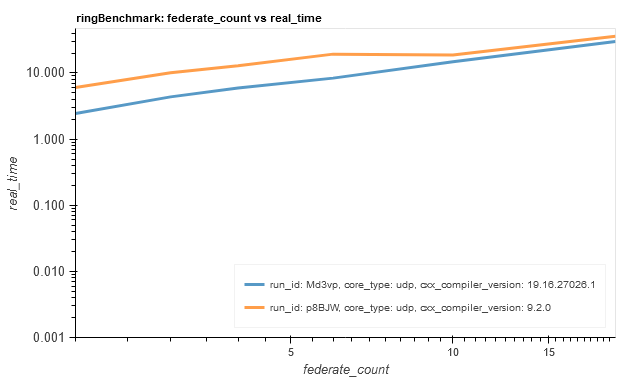 ringBenchmark: federate_count vs real_time
10.000
1.000
0.100
0.010
0.001
real_time
run_id: Md3vp, core_type: udp, cxx_compiler_version: 19.16.27026.1
run_id: p8BJW, core_type: udp, cxx_compiler_version: 9.2.0
5
10
15
federate_count